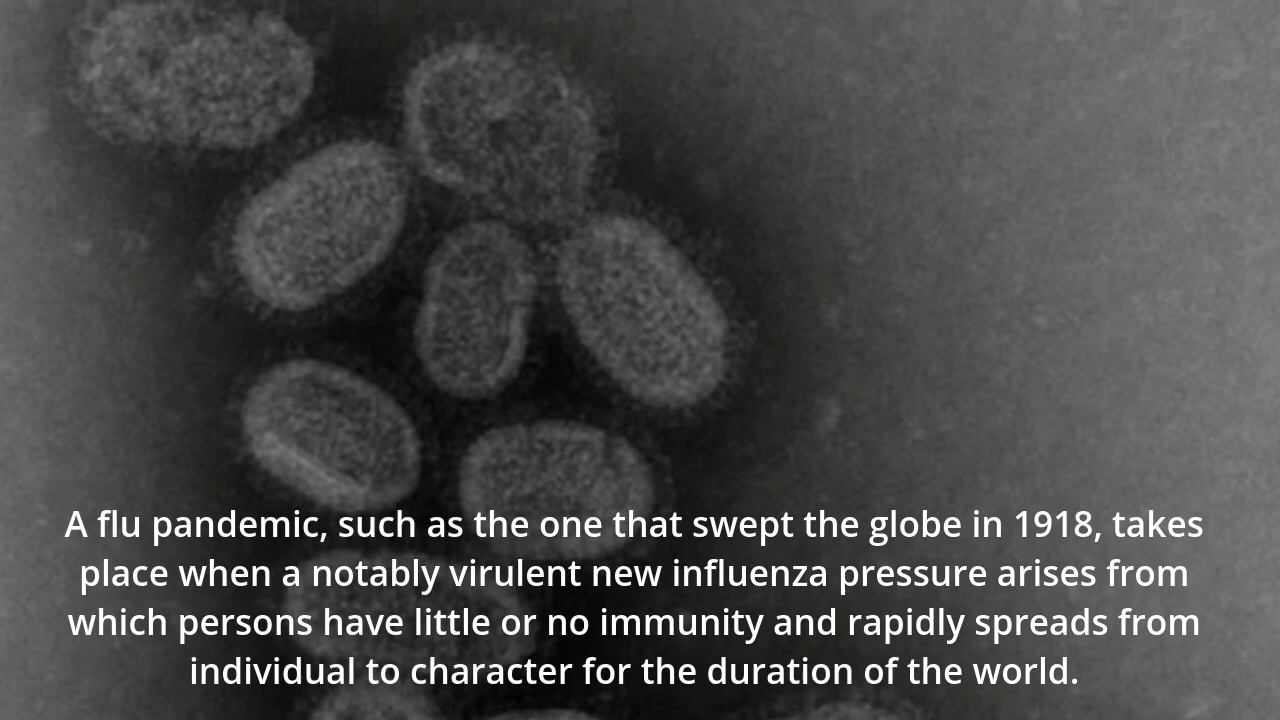 A flu pandemic, such as the one that swept the globe in 1918, takes
place when a notably virulent new influenza pressure arises from
which persons have little or no immunity and rapidly spreads from
individual to character for the duration of the world.